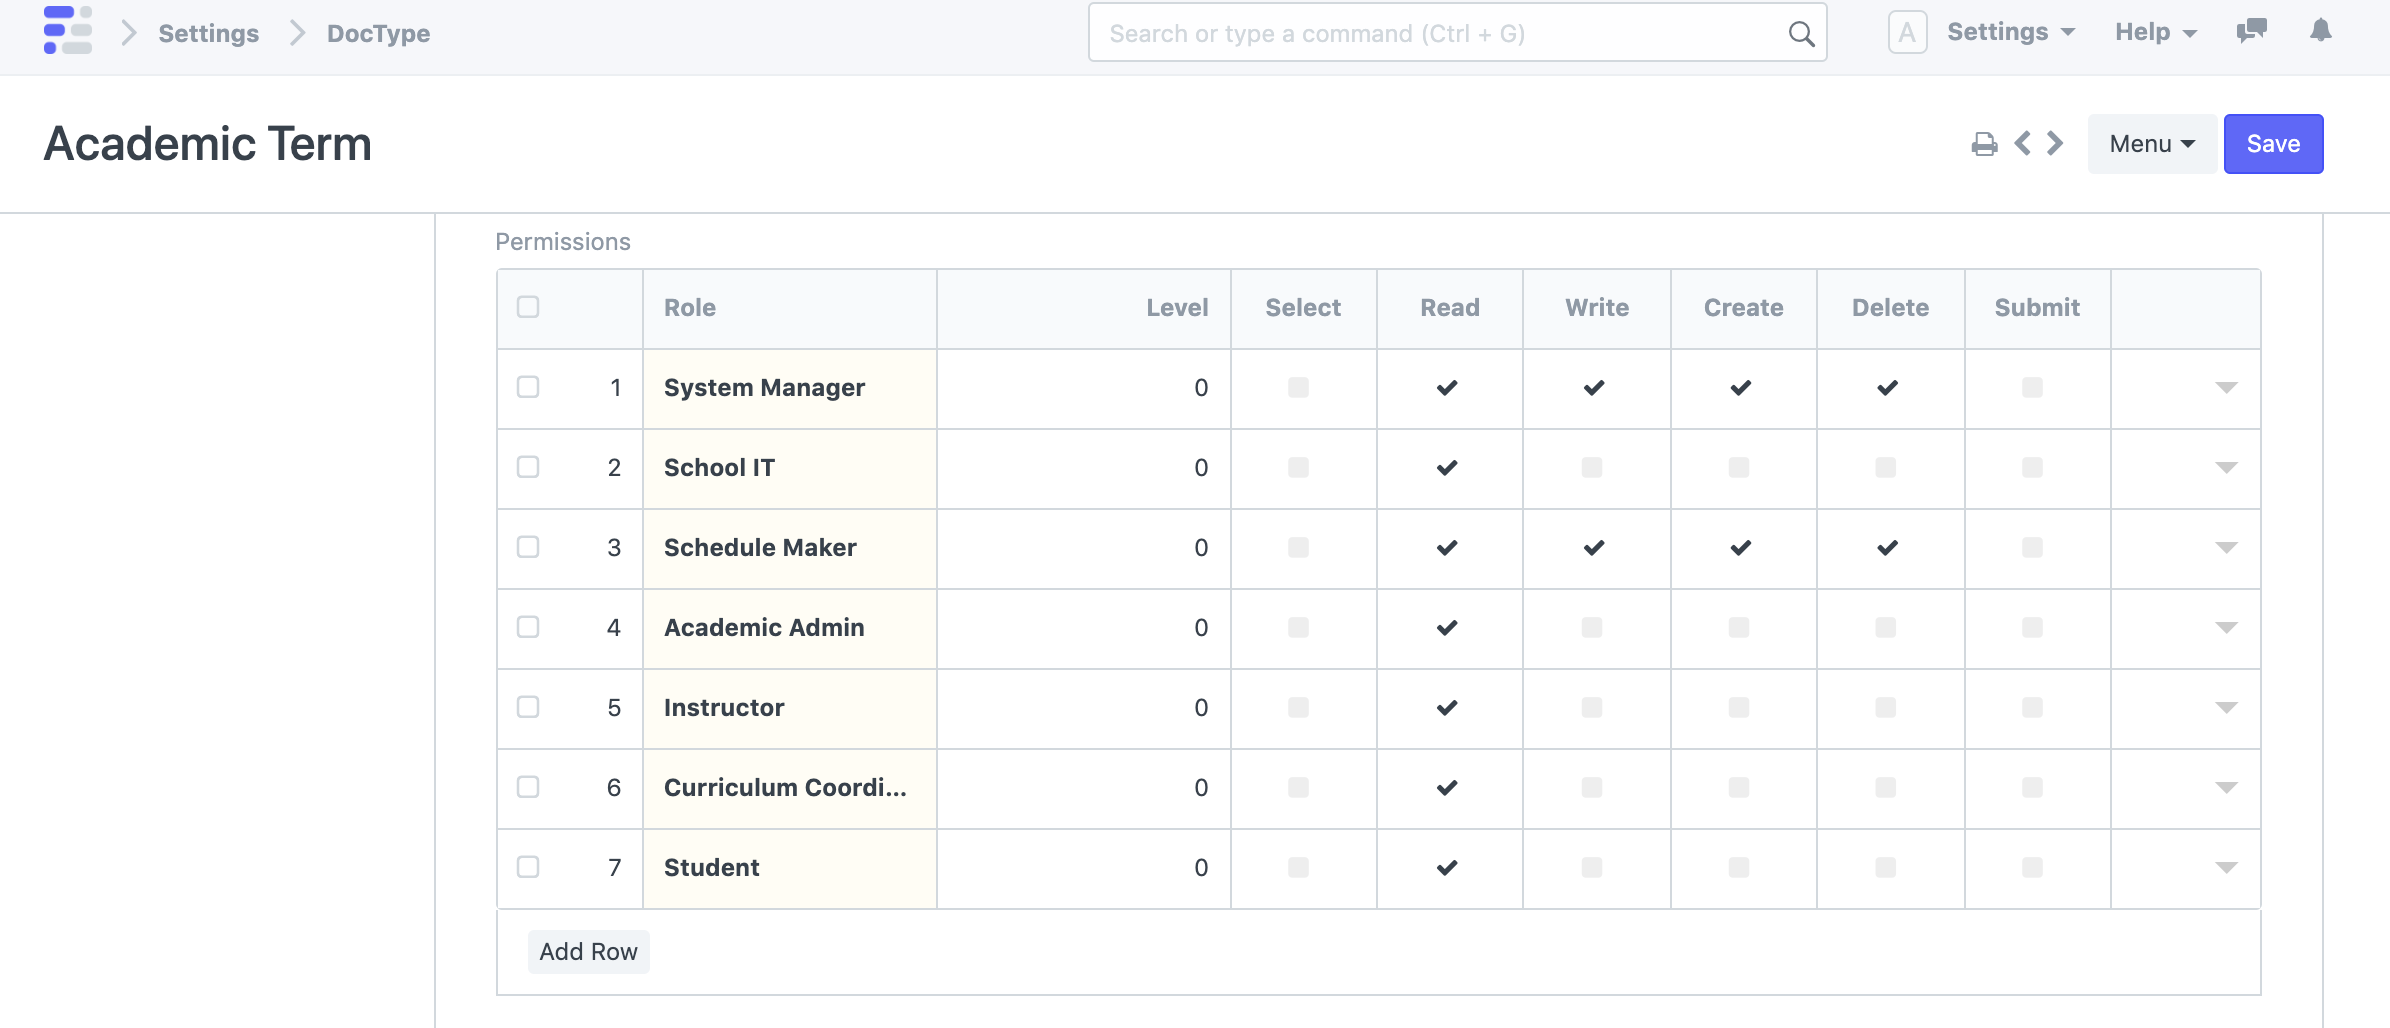 Settings DocType Search or type a command (Ctrl + G) A Settings Help
Academic Term Menu Save
Permissions
Role Level Select Read Write Create Delete Submit
1 System Manager 0
2 School IT 0
3 Schedule Maker 0
4 Academic Admin 0
5 Instructor 0
6 Curriculum Coordi... 0
7 Student 0
Add Row